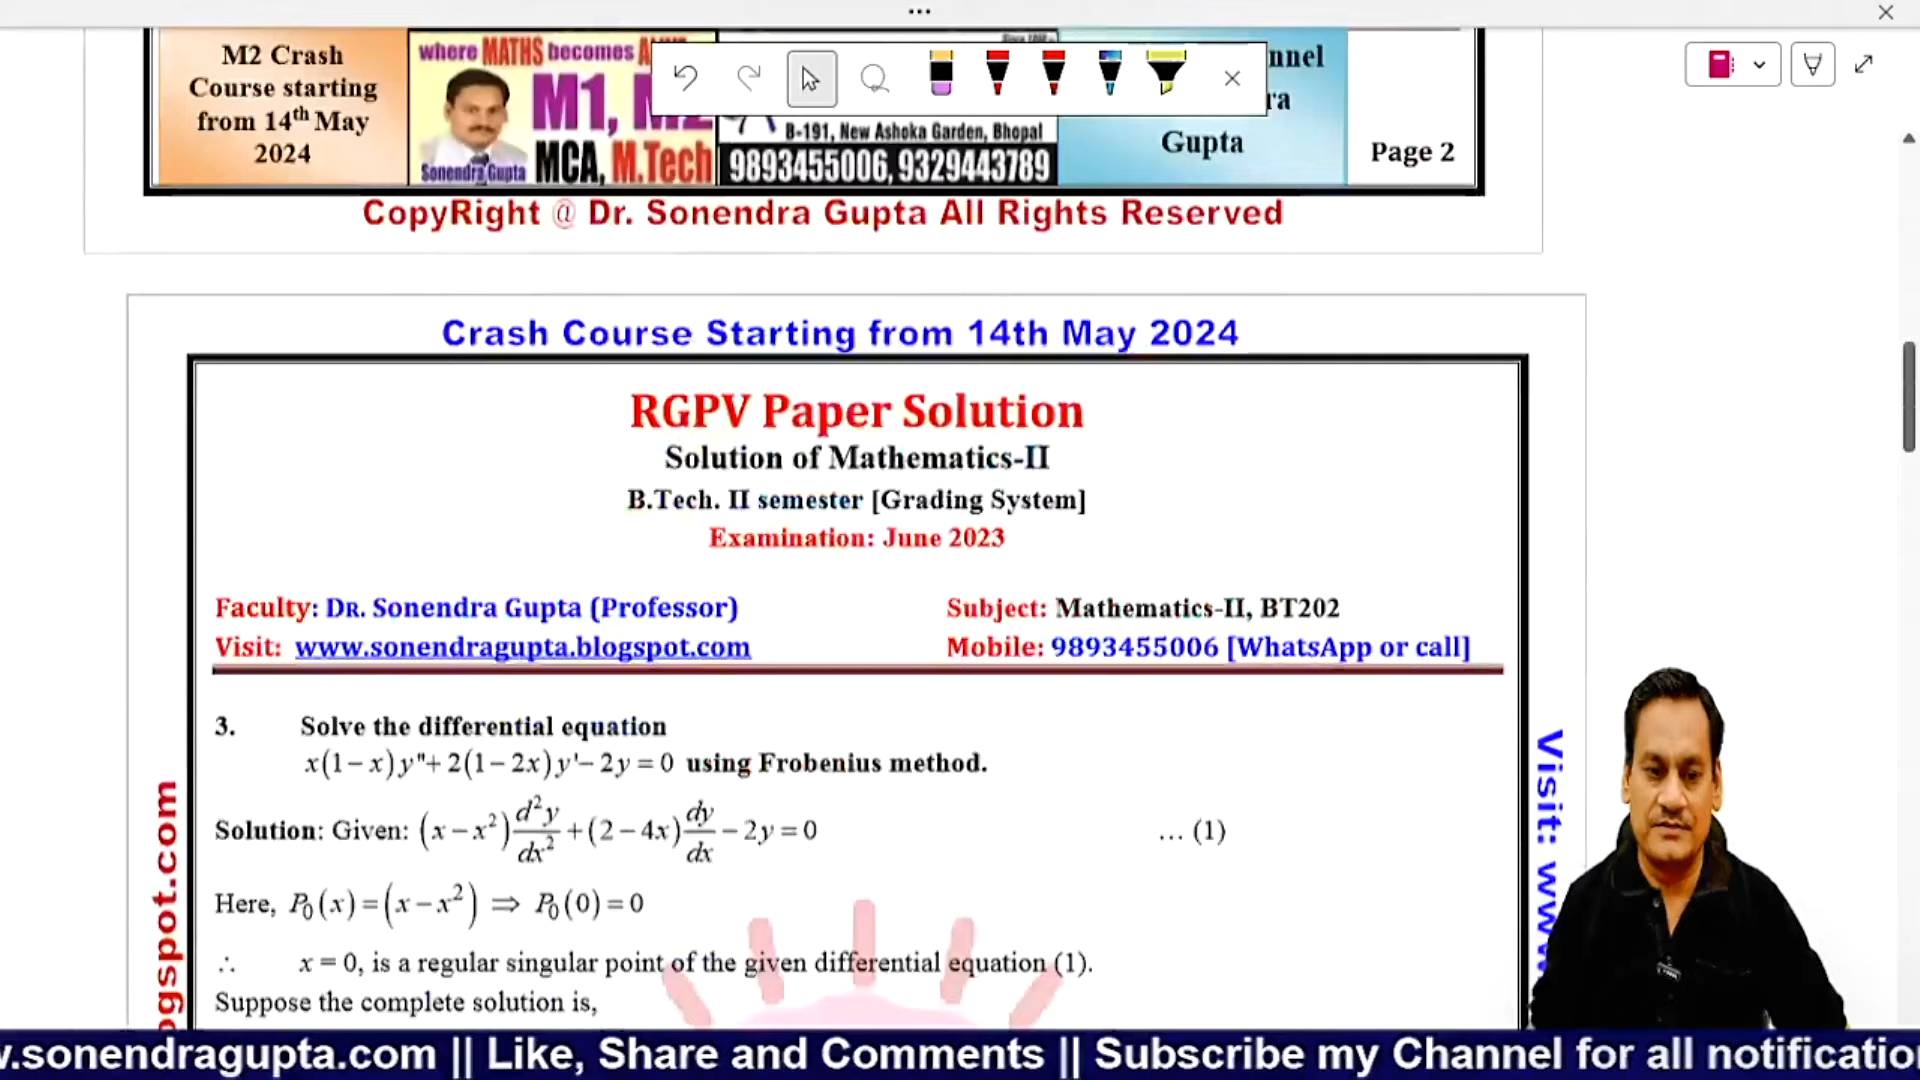 M2 Crash
Course starting
from 14th May
2024
where MATHS becomes
M1, M2
Sonendra Gupta
MCA, M.Tech
B-191, New Ashoka Garden, Bhopal
9893455006, 9329443789
Gupta
Page 2
CopyRight @ Dr. Sonendra Gupta All Rights Reserved
Crash Course Starting from 14th May 2024
RGPV Paper Solution
Solution of Mathematics-II
B.Tech. II semester [Grading System]
Examination: June 2023
Faculty: DR. Sonendra Gupta (Professor)
Subject: Mathematics-II, BT202
Visit: www.sonendragupta.blogspot.com
Mobile: 9893455006 [WhatsApp or call]
3. Solve the differential equation
x(1−x)y"+2(1−2x)y'−2y=0 using Frobenius method.
Solution: Given: (x−x²)d²y/dx²+(2−4x)dy/dx−2y=0 ... (1)
Here, P₀(x)=(x−x²) ⇒ P₀(0)=0
∴ x = 0, is a regular singular point of the given differential equation (1).
Suppose the complete solution is,
ogspot.com
Visit: www
w.sonendragupta.com || Like, Share and Comments || Subscribe my Channel for all notificatio